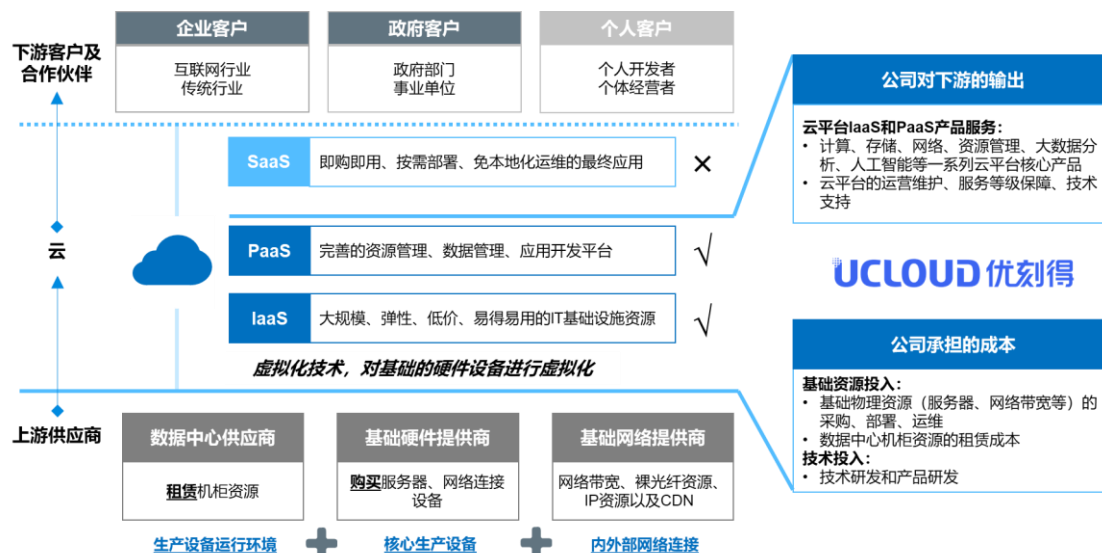 下游客户及
合作伙伴
企业客户
互联网行业
传统行业
政府客户
政府部门
事业单位
个人客户
个人开发者
个体经营者
SaaS
即购即用、按需部署、免本地化运维的最终应用
×
云
PaaS
完善的资源管理、数据管理、应用开发平台
√
IaaS
大规模、弹性、低价、易得易用的IT基础设施资源
√
虚拟化技术，对基础的硬件设备进行虚拟化
上游供应商
数据中心供应商
租赁机柜资源
基础硬件提供商
购买服务器、网络连接
设备
基础网络提供商
网络带宽、裸光纤资源、
IP资源以及CDN
生产设备运行环境
核心生产设备
内外部网络连接
公司对下游的输出
云平台IaaS和PaaS产品服务：
• 计算、存储、网络、资源管理、大数据分
析、人工智能等一系列云平台核心产品
• 云平台的运营维护、服务等级保障、技术
支持
UCLOUD优刻得
公司承担的成本
基础资源投入：
• 基础物理资源（服务器、网络带宽等）的
采购、部署、运维
• 数据中心机柜资源的租赁成本
技术投入：
• 技术研发和产品研发